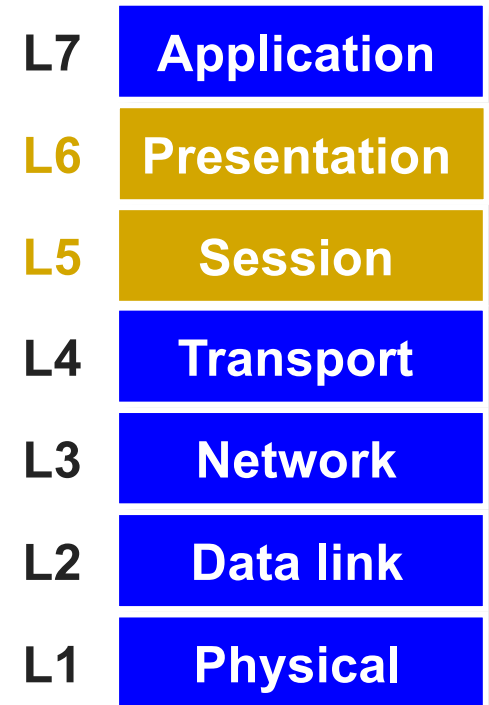 L7 Application
L6 Presentation
L5 Session
L4 Transport
L3 Network
L2 Data link
L1 Physical